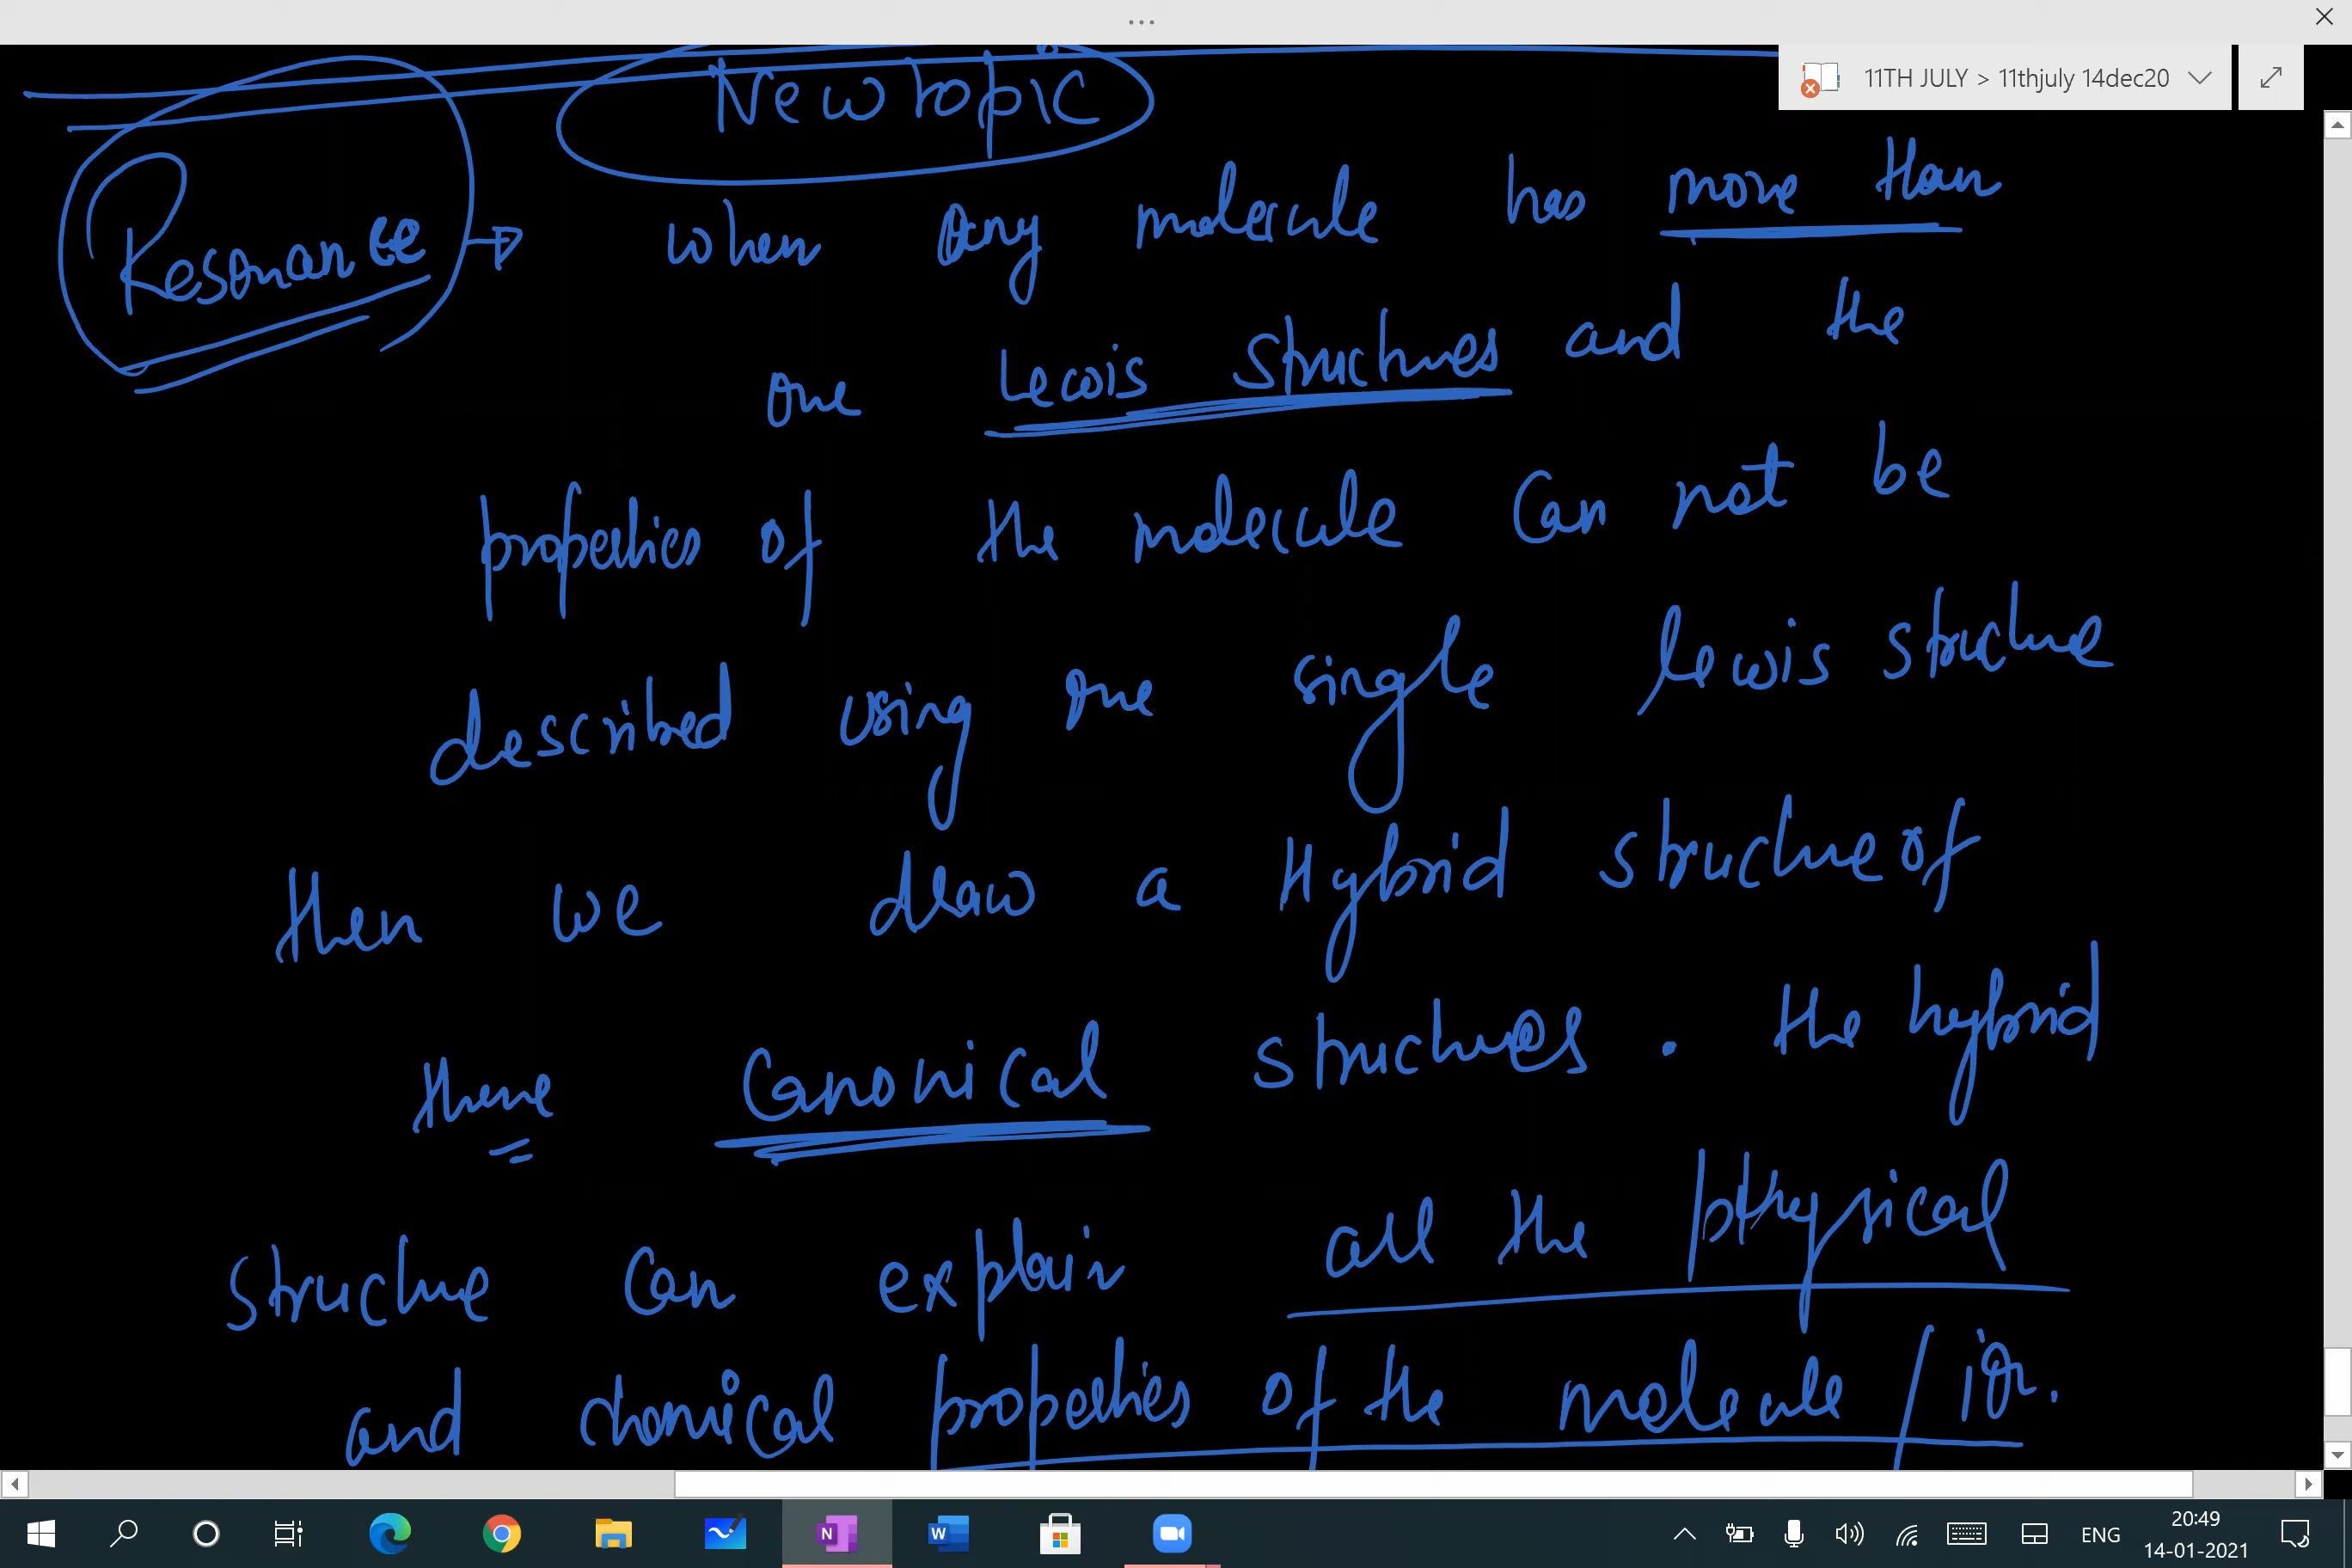 ...
11TH JULY > 11thjuly 14dec20
New Topic
Resonance → when any molecule has more than
one Lewis Structures and the
properties of the molecule can not be
described using one single lewis structure
then we draw a Hybrid structure of
these Canonical structures. the hybrid
structure can explain all the physical
and chemical properties of the molecule / ion.
N
W
ENG
20:49
14-01-2021